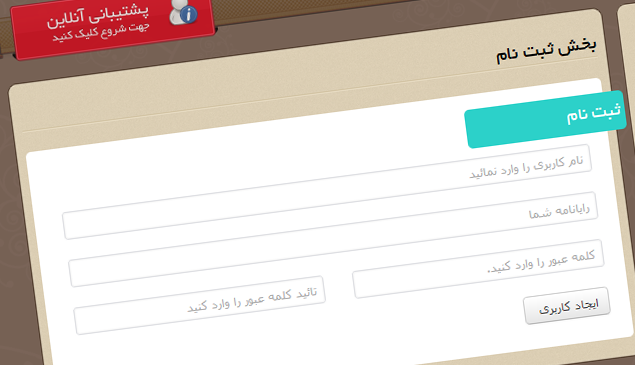 پشتیبانی آنلاین
جهت شروع کلیک کنید
بخش ثبت نام
ثبت نام
نام کاربری را وارد نمائید
رایانامه شما
کلمه عبور را وارد کنید.
تائید کلمه عبور را وارد کنید
ایجاد کاربری